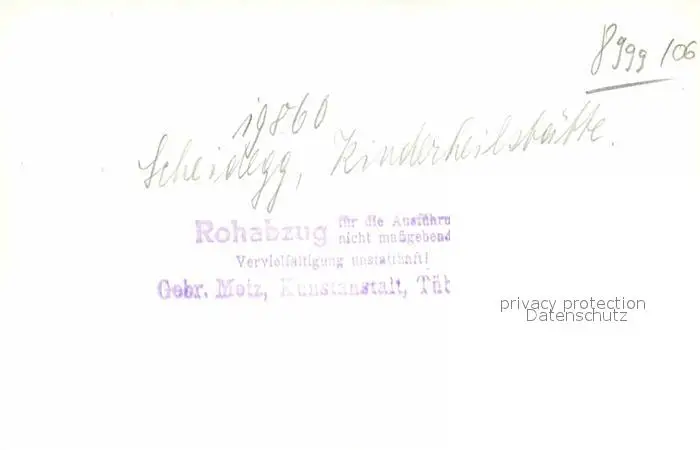 8999/06
19860
Scheidegg, Kinderheilstätte.
Rohabzug für die Ausführu
nicht maßgebend
Vervielfältigung unstatthaft!
Gebr. Metz, Kunstanstalt, Tüb
privacy protection
Datenschutz